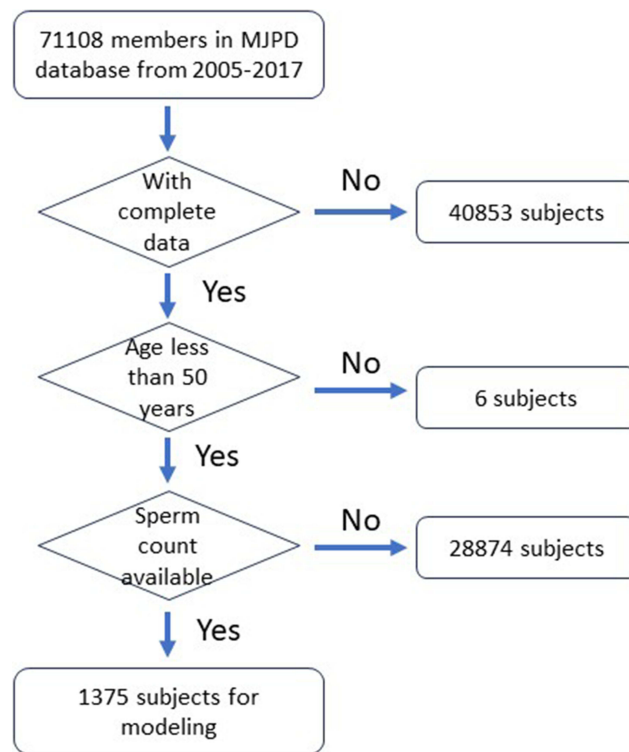 71108 members in MJPD
database from 2005-2017
With
complete
data
No
40853 subjects
Yes
Age less
than 50
years
No
6 subjects
Yes
Sperm
count
available
No
28874 subjects
Yes
1375 subjects for
modeling